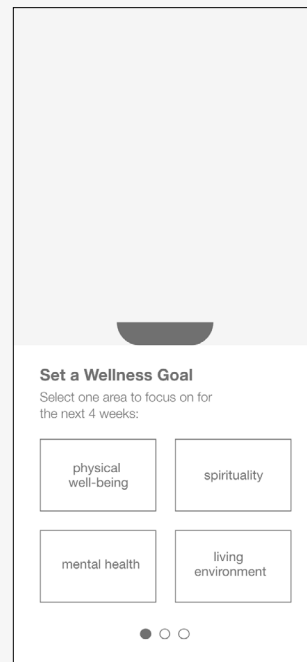 Set a Wellness Goal
Select one area to focus on for
the next 4 weeks:
physical
well-being
spirituality
mental health
living
environment